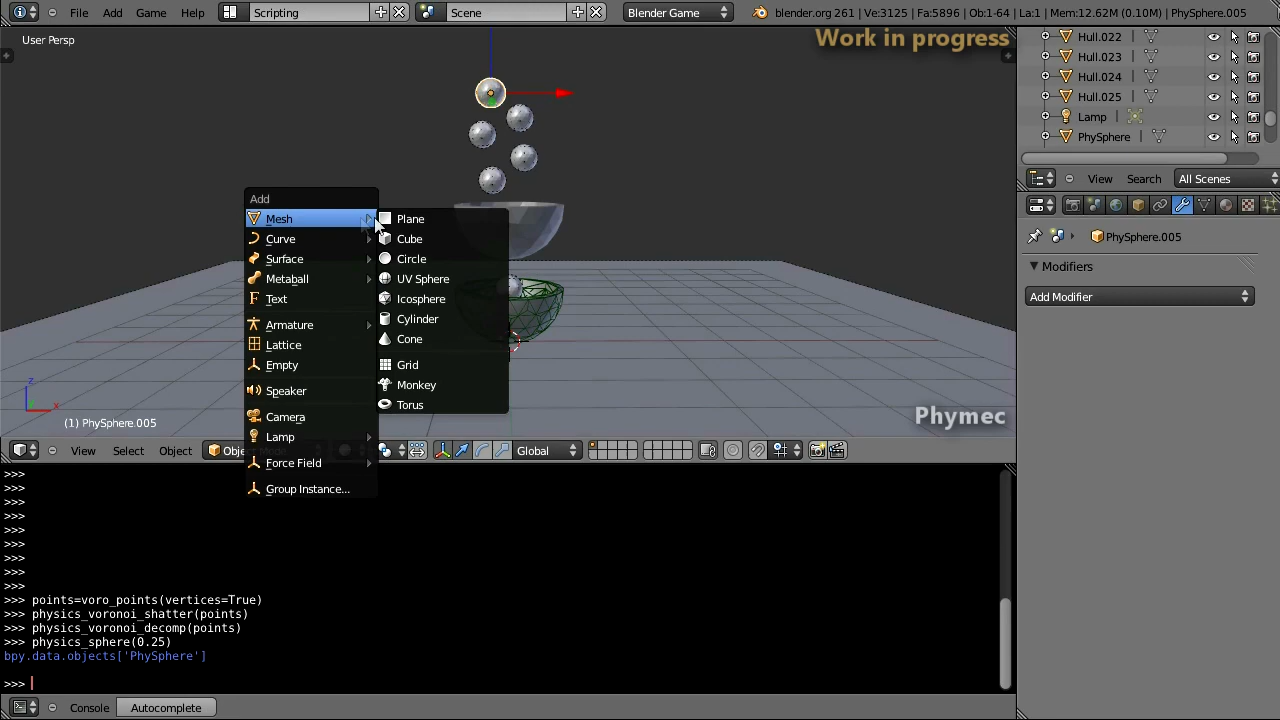 File Add Game Help Scripting Scene Blender Game blender.org 261 | Ve:3125 | Fa:5896 | Ob:1-64 | La:1 | Mem:12.62M (0.10M) | PhySphere.005
User Persp
Work in progress
Hull.022
Hull.023
Hull.024
Hull.025
Lamp
PhySphere
View Search All Scenes
PhySphere.005
Modifiers
Add Modifier
Add
Mesh
Curve
Surface
Metaball
Text
Armature
Lattice
Empty
Speaker
Camera
Lamp
Force Field
Group Instance...
Plane
Cube
Circle
UV Sphere
Icosphere
Cylinder
Cone
Grid
Monkey
Torus
z
x
(1) PhySphere.005
Phymec
View Select Object Global
>>>
>>>
>>>
>>>
>>>
>>>
>>>
>>>
>>>
>>> points=voro_points(vertices=True)
>>> physics_voronoi_shatter(points)
>>> physics_voronoi_decomp(points)
>>> physics_sphere(0.25)
bpy.data.objects['PhySphere']
>>>
Console Autocomplete